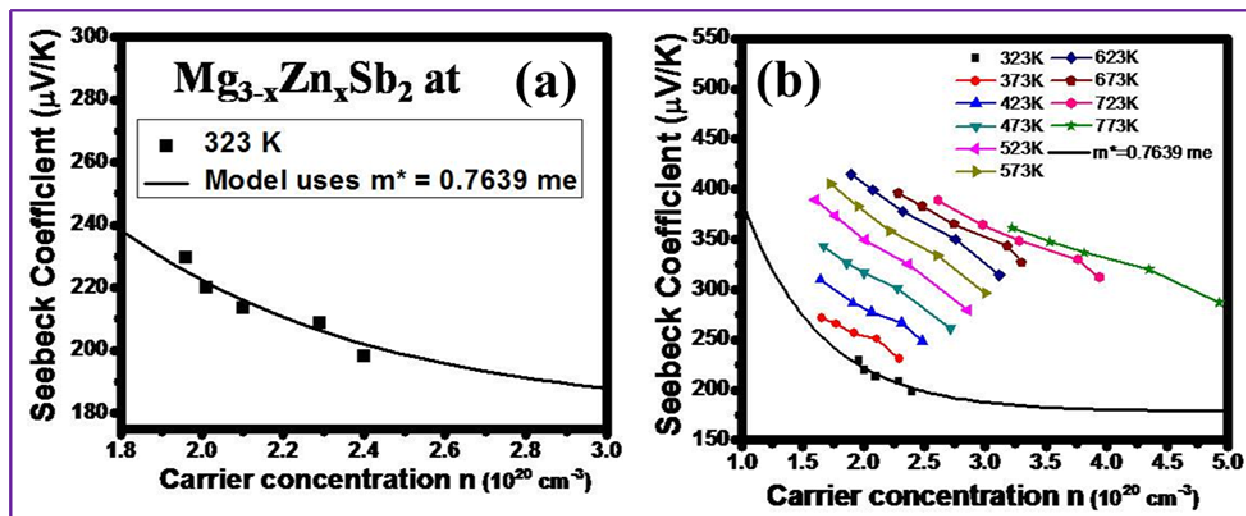 Mg3-xZnxSb2 at
(a)
323 K
Model uses m* = 0.7639 me
300
280
260
240
220
200
180
1.8 2.0 2.2 2.4 2.6 2.8 3.0
Seebeck Coefficient (μV/K)
Carrier concentration n (10^20 cm^-3)
(b)
323K 623K
373K 673K
423K 723K
473K 773K
523K m*=0.7639 me
573K
550
500
450
400
350
300
250
200
150
1.0 1.5 2.0 2.5 3.0 3.5 4.0 4.5 5.0
Seebeck Coefficient (μV/K)
Carrier concentration n (10^20 cm^-3)